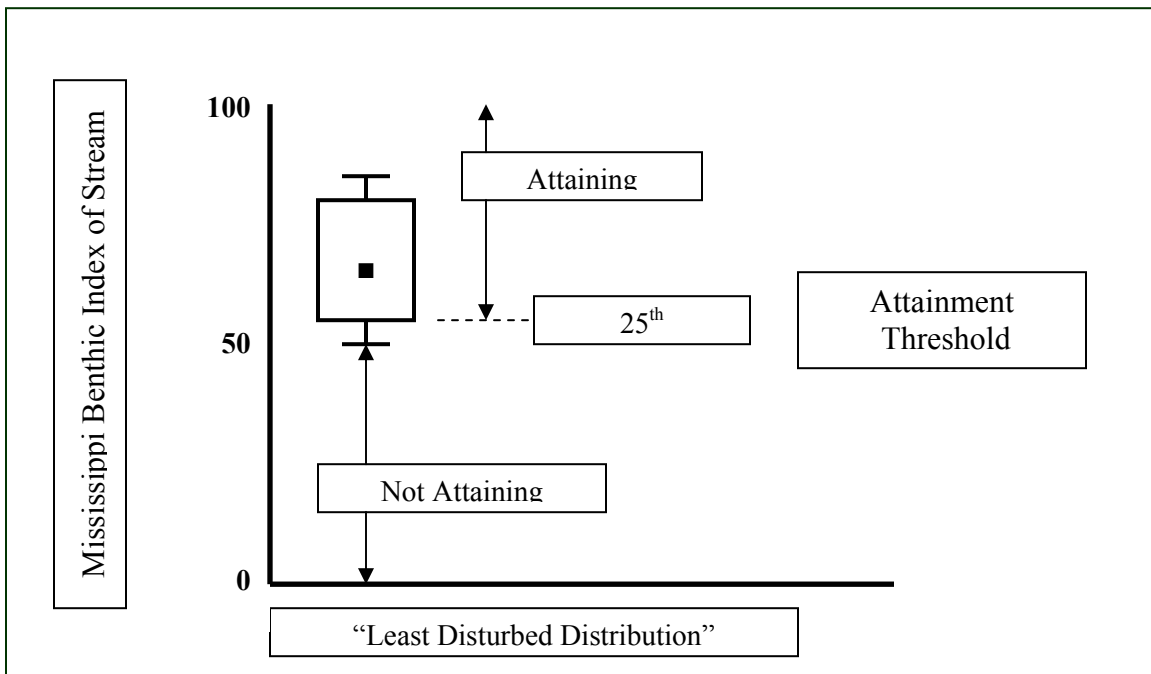 Mississippi Benthic Index of Stream
100
50
0
Attaining
25th
Attainment
Threshold
Not Attaining
“Least Disturbed Distribution”